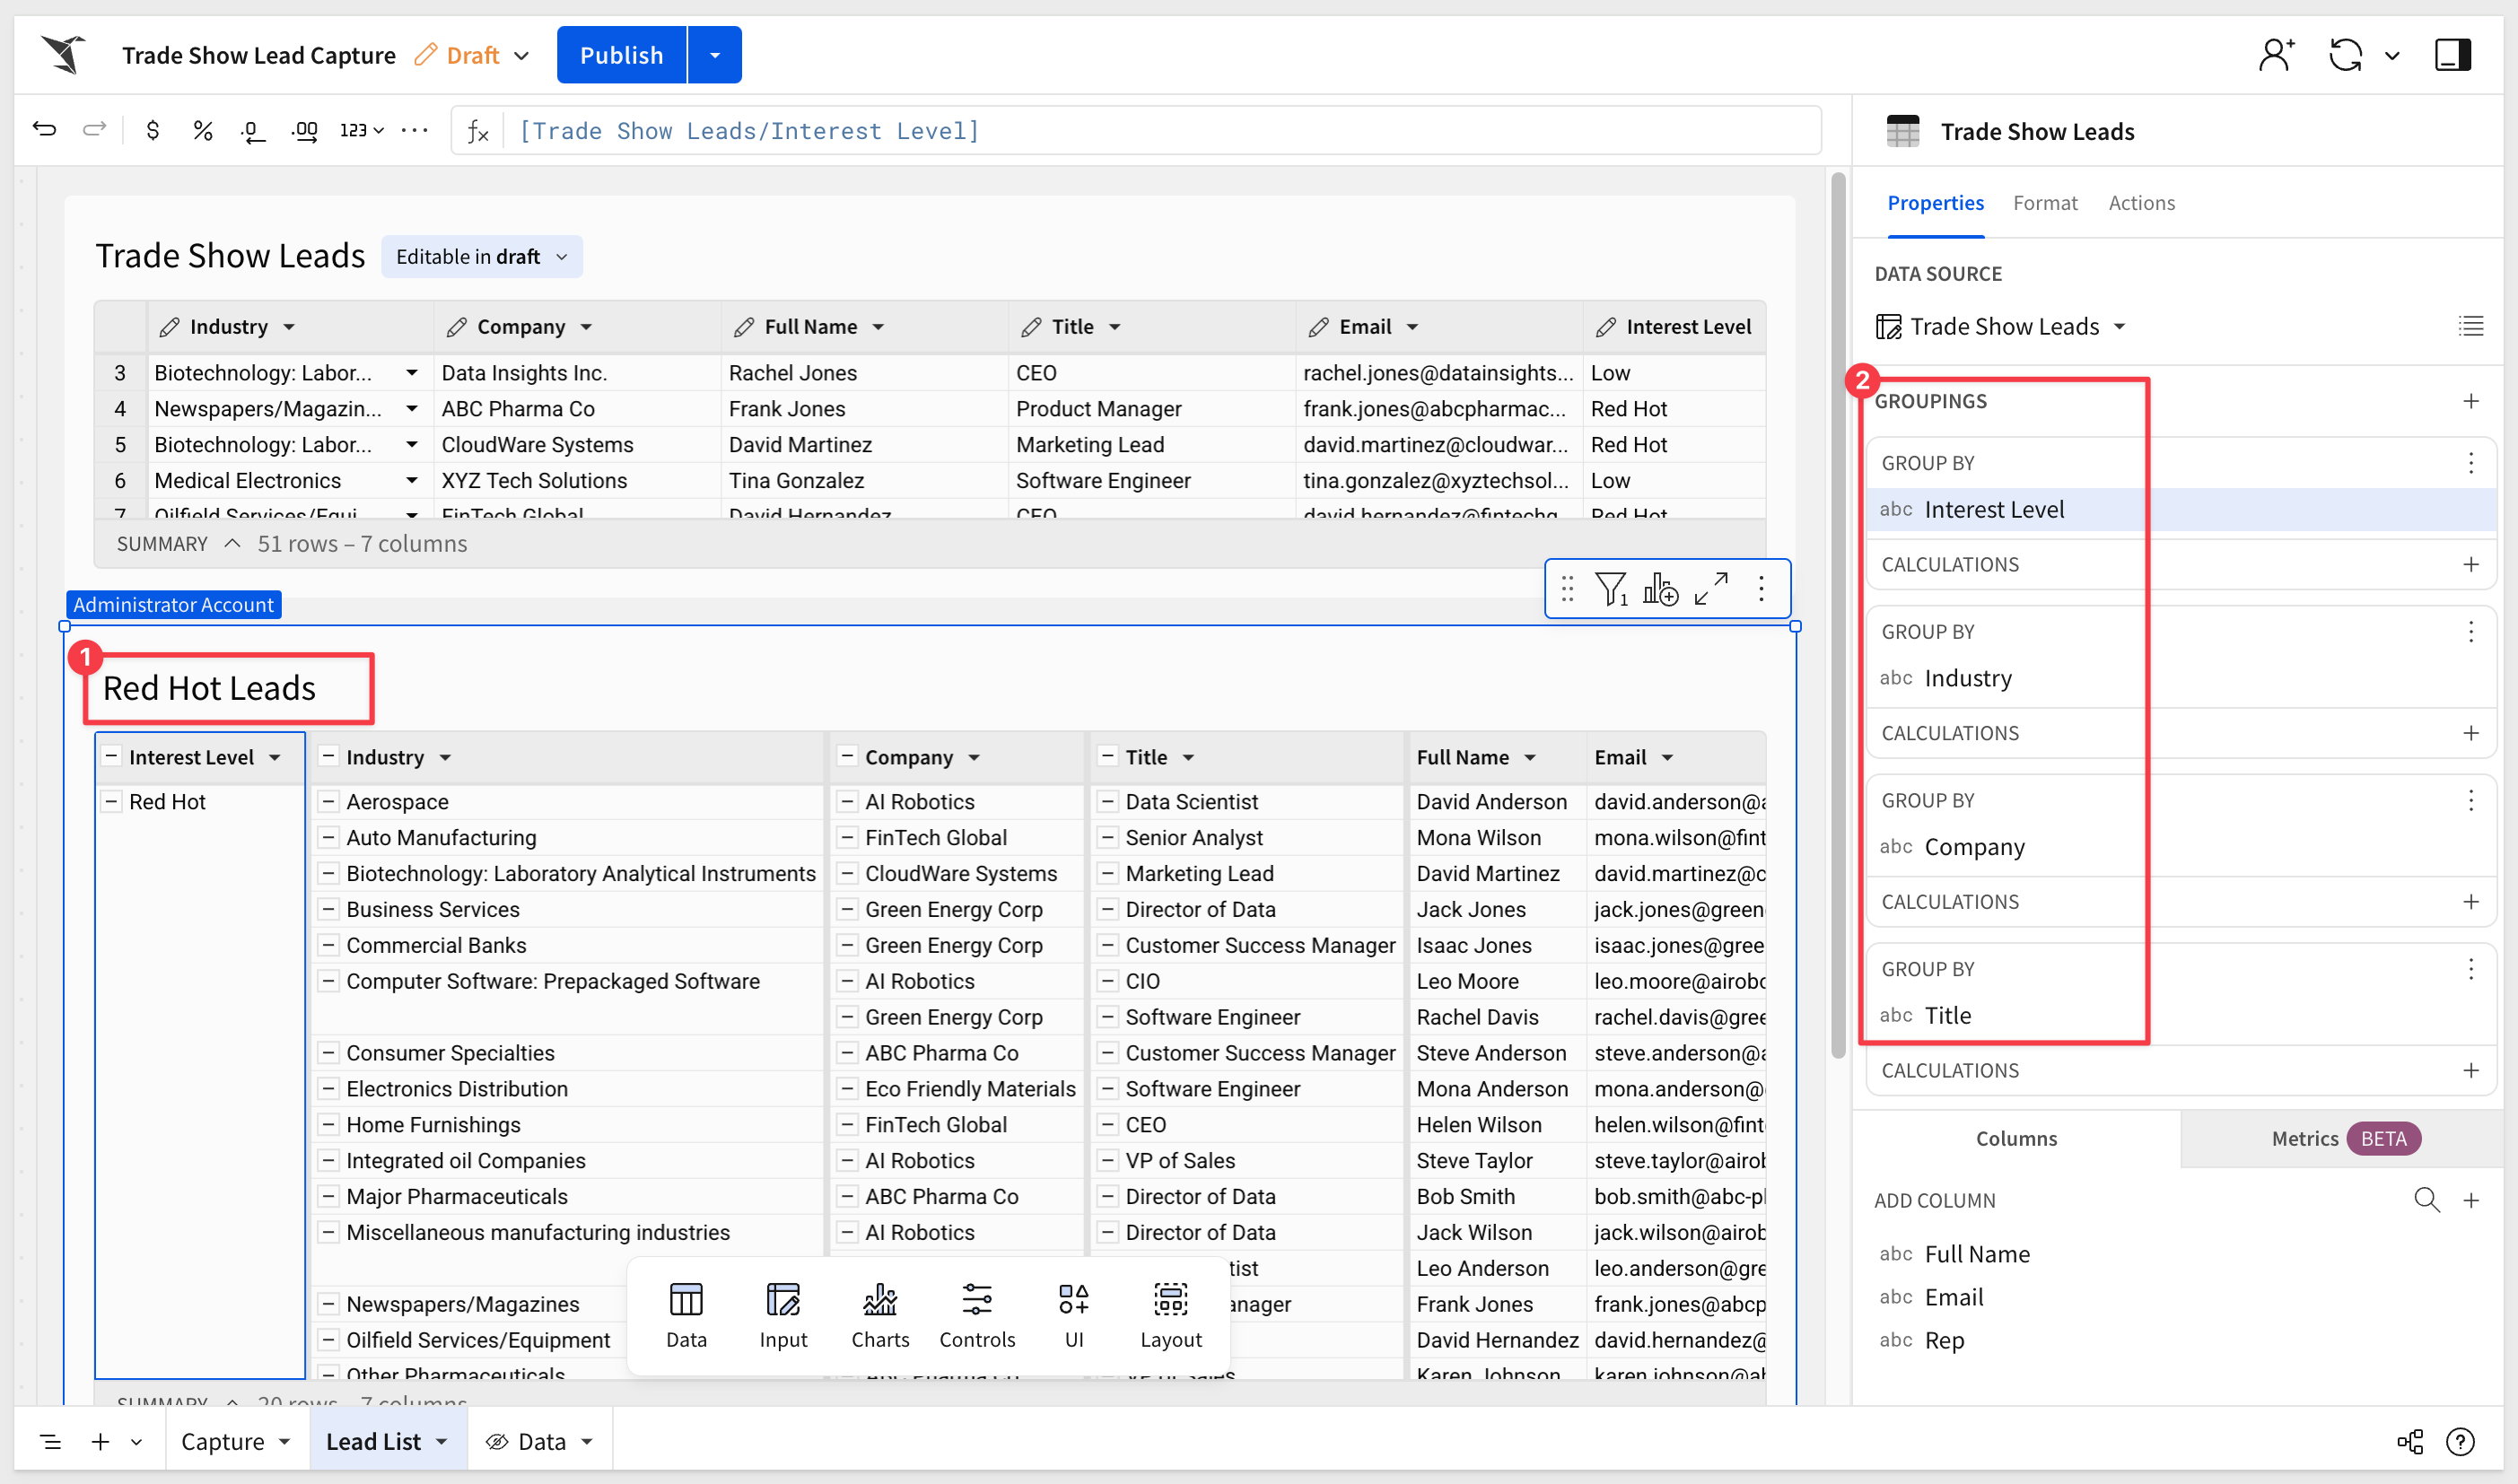 Trade Show Lead Capture Draft Publish
$ % .0 .00 123 ··· fx [Trade Show Leads/Interest Level]
Trade Show Leads
Properties Format Actions
DATA SOURCE
Trade Show Leads
2
GROUPINGS
GROUP BY
abc Interest Level
CALCULATIONS
GROUP BY
abc Industry
CALCULATIONS
GROUP BY
abc Company
CALCULATIONS
GROUP BY
abc Title
CALCULATIONS
Columns Metrics BETA
ADD COLUMN
abc Full Name
abc Email
abc Rep
Trade Show Leads Editable in draft
Industry Company Full Name Title Email Interest Level
3 Biotechnology: Labor... Data Insights Inc. Rachel Jones CEO rachel.jones@datainsights... Low
4 Newspapers/Magazin... ABC Pharma Co Frank Jones Product Manager frank.jones@abcpharmac... Red Hot
5 Biotechnology: Labor... CloudWare Systems David Martinez Marketing Lead david.martinez@cloudwar... Red Hot
6 Medical Electronics XYZ Tech Solutions Tina Gonzalez Software Engineer tina.gonzalez@xyztechsol... Low
7 Oilfield Services/Equi... FinTech Global David Hernandez CEO david.hernandez@fintechg... Red Hot
SUMMARY 51 rows – 7 columns
Administrator Account
1
1
Red Hot Leads
Interest Level Industry Company Title Full Name Email
Red Hot Aerospace AI Robotics Data Scientist David Anderson david.anderson@a
Auto Manufacturing FinTech Global Senior Analyst Mona Wilson mona.wilson@fint
Biotechnology: Laboratory Analytical Instruments CloudWare Systems Marketing Lead David Martinez david.martinez@c
Business Services Green Energy Corp Director of Data Jack Jones jack.jones@green
Commercial Banks Green Energy Corp Customer Success Manager Isaac Jones isaac.jones@gree
Computer Software: Prepackaged Software AI Robotics CIO Leo Moore leo.moore@airobo
Green Energy Corp Software Engineer Rachel Davis rachel.davis@gree
Consumer Specialties ABC Pharma Co Customer Success Manager Steve Anderson steve.anderson@a
Electronics Distribution Eco Friendly Materials Software Engineer Mona Anderson mona.anderson@
Home Furnishings FinTech Global CEO Helen Wilson helen.wilson@fint
Integrated oil Companies AI Robotics VP of Sales Steve Taylor steve.taylor@airob
Major Pharmaceuticals ABC Pharma Co Director of Data Bob Smith bob.smith@abc-p
Miscellaneous manufacturing industries AI Robotics Director of Data Jack Wilson jack.wilson@airob
tist Leo Anderson leo.anderson@gre
Newspapers/Magazines anager Frank Jones frank.jones@abcp
Oilfield Services/Equipment David Hernandez david.hernandez@
Other Pharmaceuticals ABC Pharma Co VP of Sales Karen Johnson karen.johnson@ab
SUMMARY 20 rows – 7 columns
Data Input Charts Controls UI Layout
Capture Lead List Data